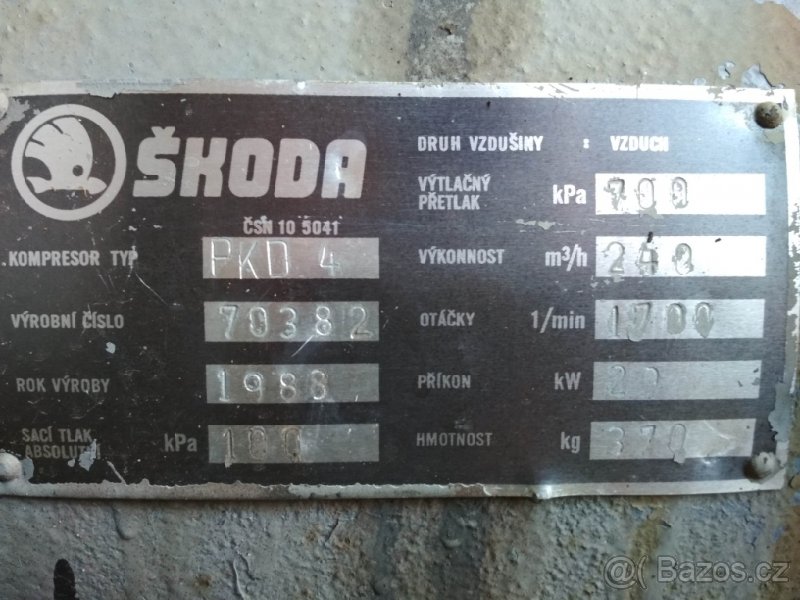 ŠKODA
ČSN 10 5041
KOMPRESOR TYP PKD 4
VÝROBNÍ ČÍSLO 70382
ROK VÝROBY 1988
SACÍ TLAK ABSOLUTNÍ kPa 100
DRUH VZDUŠINY : VZDUCH
VÝTLAČNÝ
PŘETLAK kPa 700
VÝKONNOST m³/h 240
OTÁČKY 1/min 1700
PŘÍKON kW
HMOTNOST kg 370
@ Bazos.cz